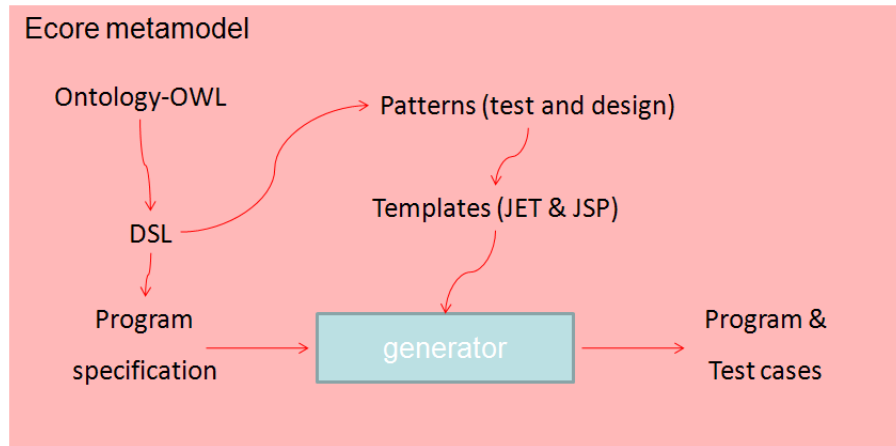 Ecore metamodel
Ontology-OWL
Patterns (test and design)
Templates (JET & JSP)
DSL
Program
specification
generator
Program &
Test cases